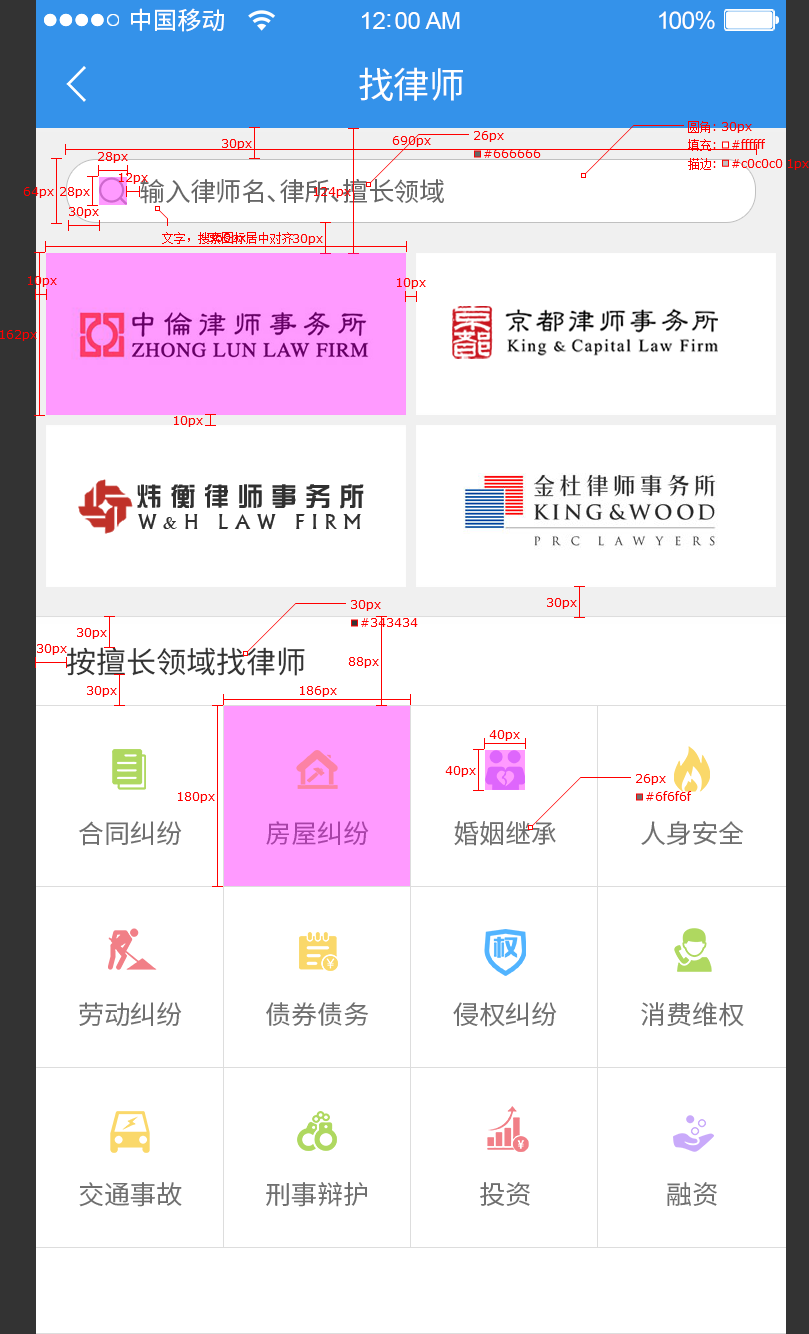 中国移动 12:00 AM 100%
找律师
30px 690px 26px 圆角：30px
#666666 填充：#ffffff
28px 描边：#c0c0c0 1px
64px 28px 12px 输入律师名、律所、擅长领域 124px
30px
文字，搜索图标居中对齐 30px
10px 10px
162px
中倫律师事务所
ZHONG LUN LAW FIRM
京都律师事务所
King & Capital Law Firm
10px
炜衡律师事务所
W&H LAW FIRM
金杜律师事务所
KING&WOOD
PRC LAWYERS
30px 30px
#343434
30px
30px 按擅长领域找律师 88px
30px 186px
40px
40px 26px
180px #6f6f6f
合同纠纷 房屋纠纷 婚姻继承 人身安全
权
劳动纠纷 债券债务 侵权纠纷 消费维权
交通事故 刑事辩护 投资 融资